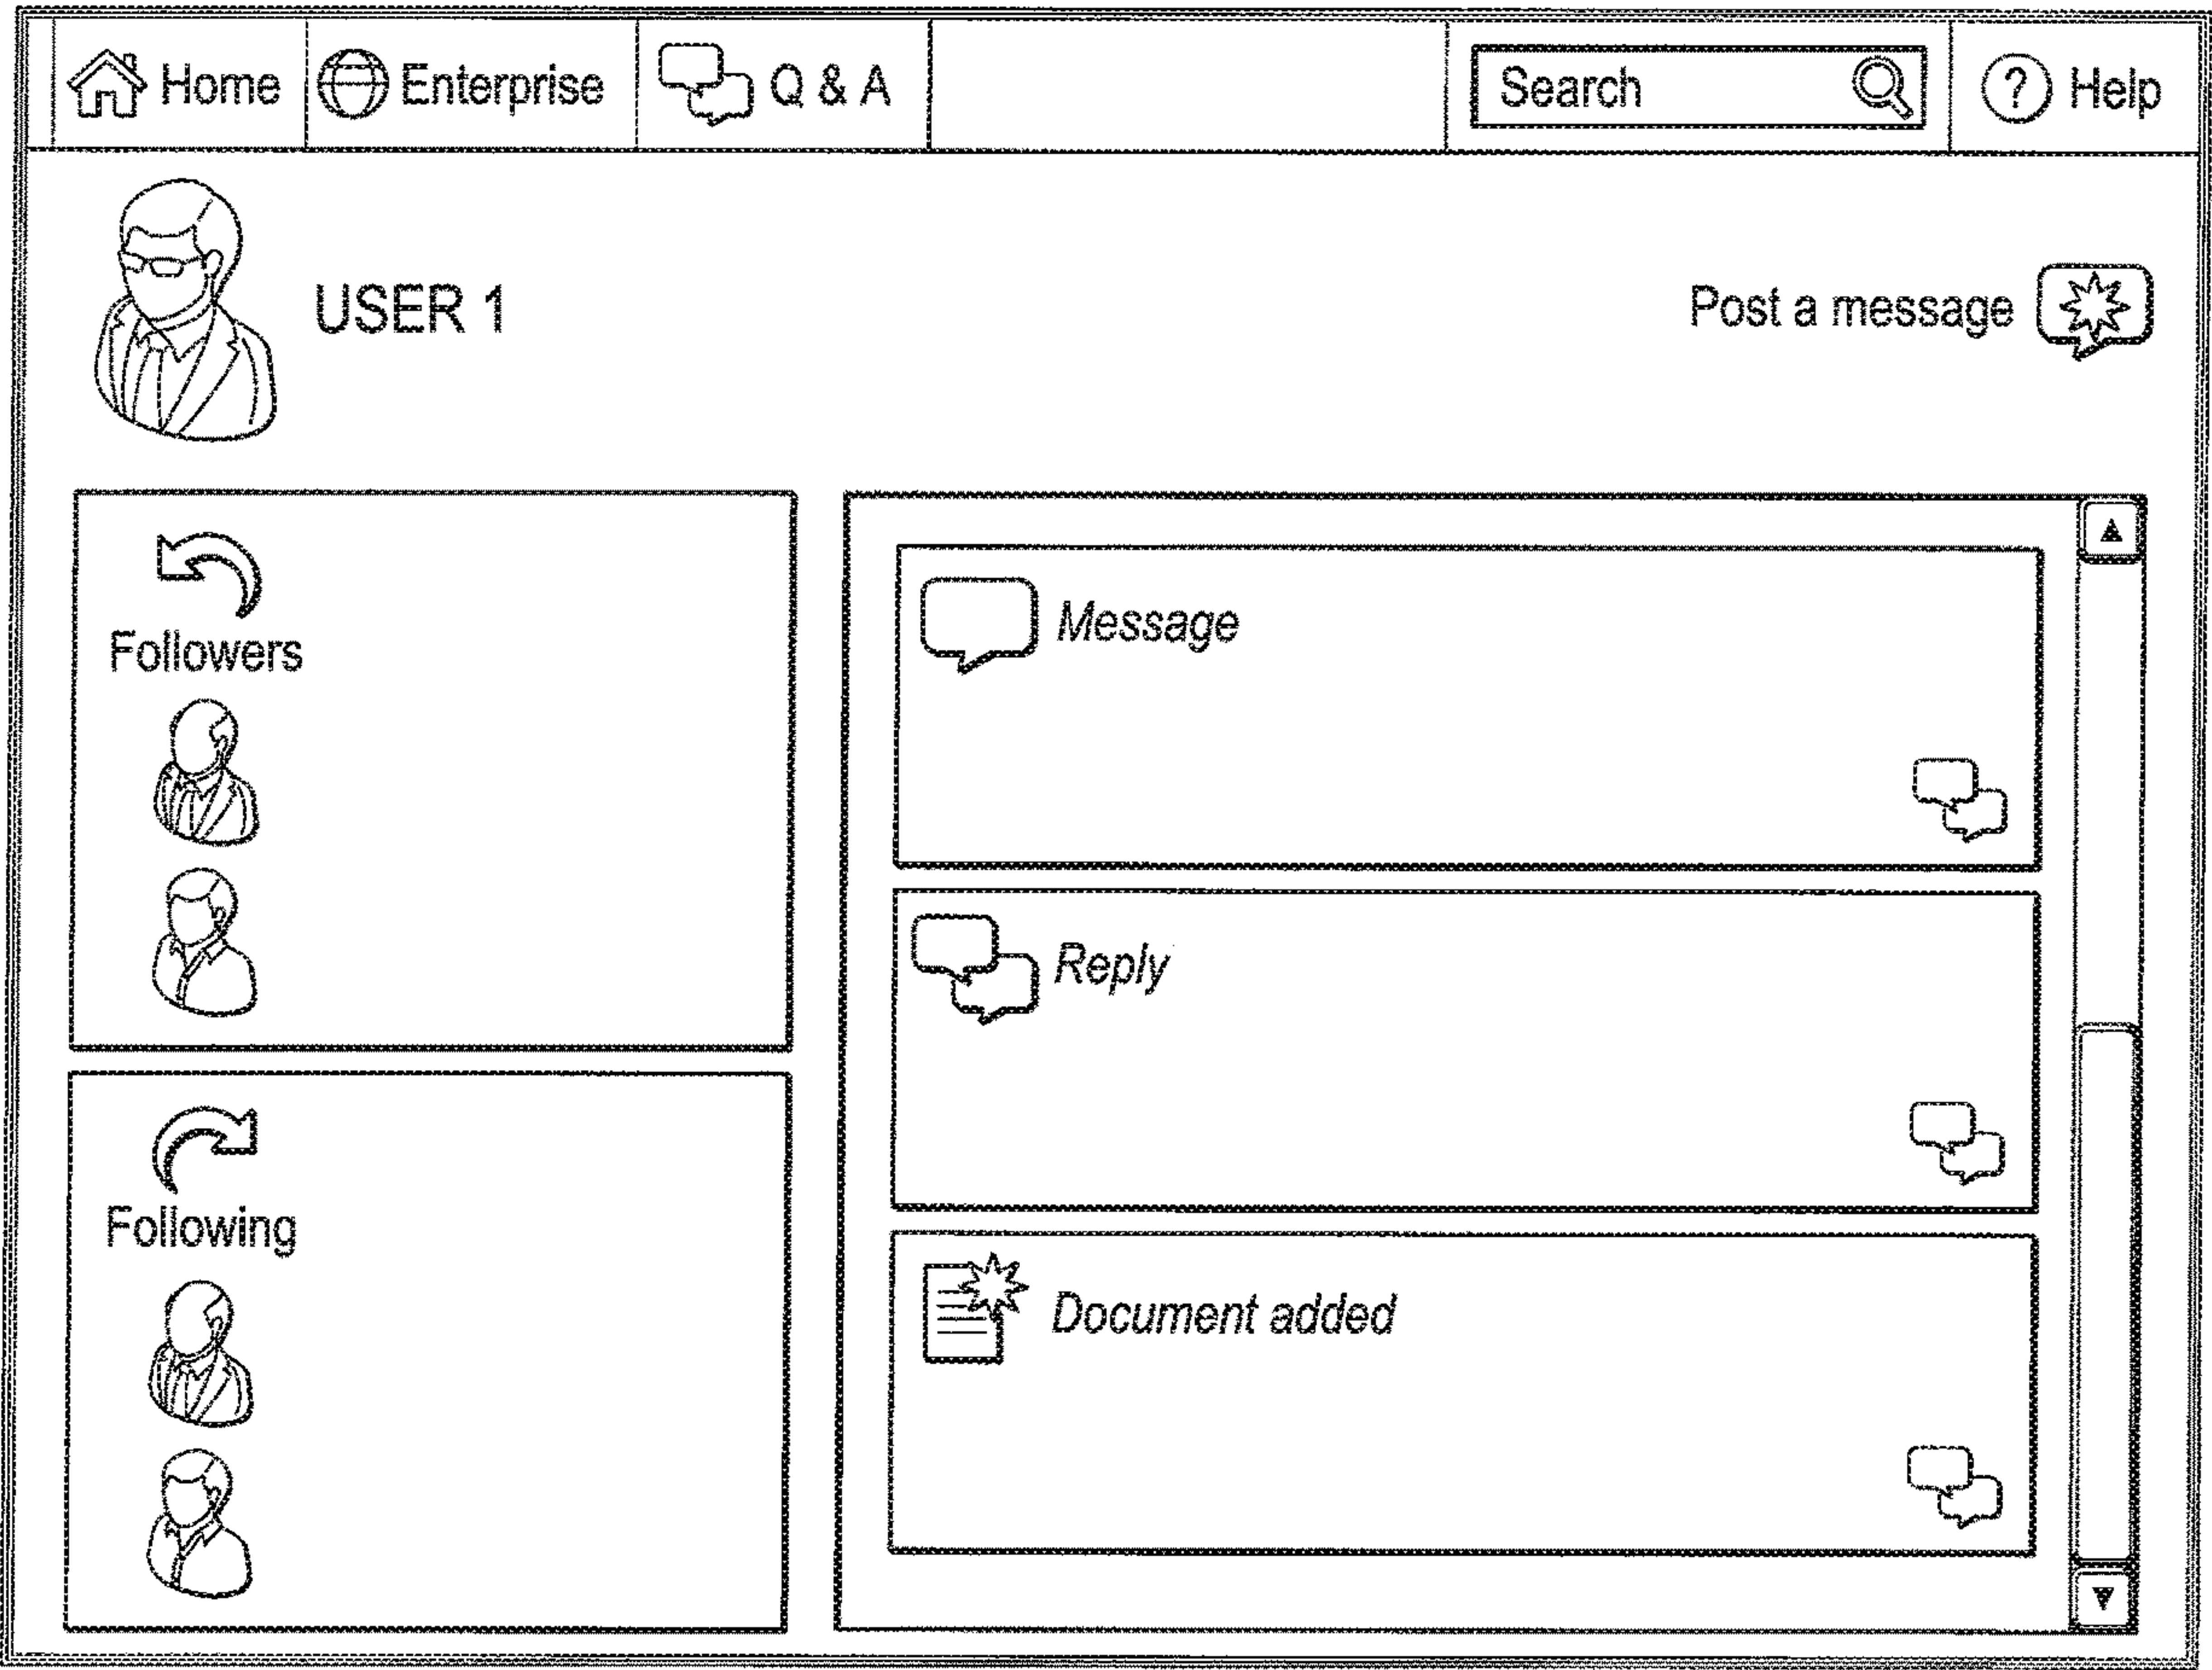 Home Enterprise Q & A Search ? Help
USER 1
Post a message
Followers
Following
Message
Reply
Document added